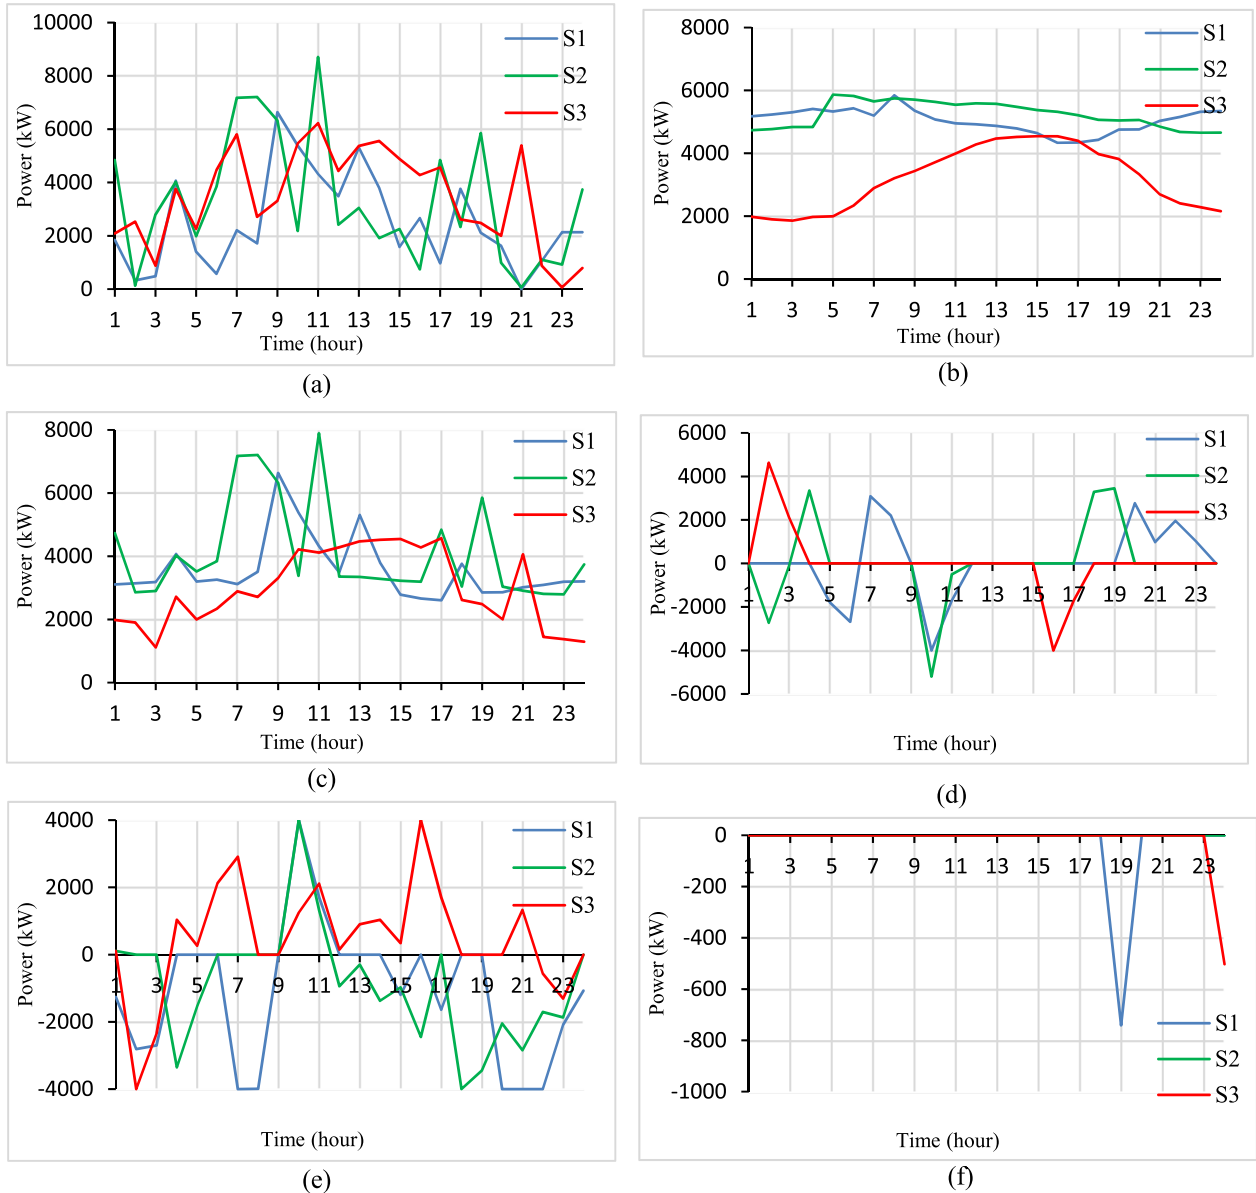 10000
8000
6000
4000
2000
0
Power (kW)
S1
S2
S3
1 3 5 7 9 11 13 15 17 19 21 23
Time (hour)
(a)
8000
6000
4000
2000
0
Power (kW)
S1
S2
S3
1 3 5 7 9 11 13 15 17 19 21 23
Time (hour)
(b)
8000
6000
4000
2000
0
Power (kW)
S1
S2
S3
1 3 5 7 9 11 13 15 17 19 21 23
Time (hour)
(c)
6000
4000
2000
0
-2000
-4000
-6000
Power (kW)
S1
S2
S3
1 3 5 7 9 11 13 15 17 19 21 23
Time (hour)
(d)
4000
2000
0
-2000
-4000
Power (kW)
S1
S2
S3
1 3 5 7 9 11 13 15 17 19 21 23
Time (hour)
(e)
0
-200
-400
-600
-800
-1000
Power (kW)
1 3 5 7 9 11 13 15 17 19 21 23
S1
S2
S3
Time (hour)
(f)